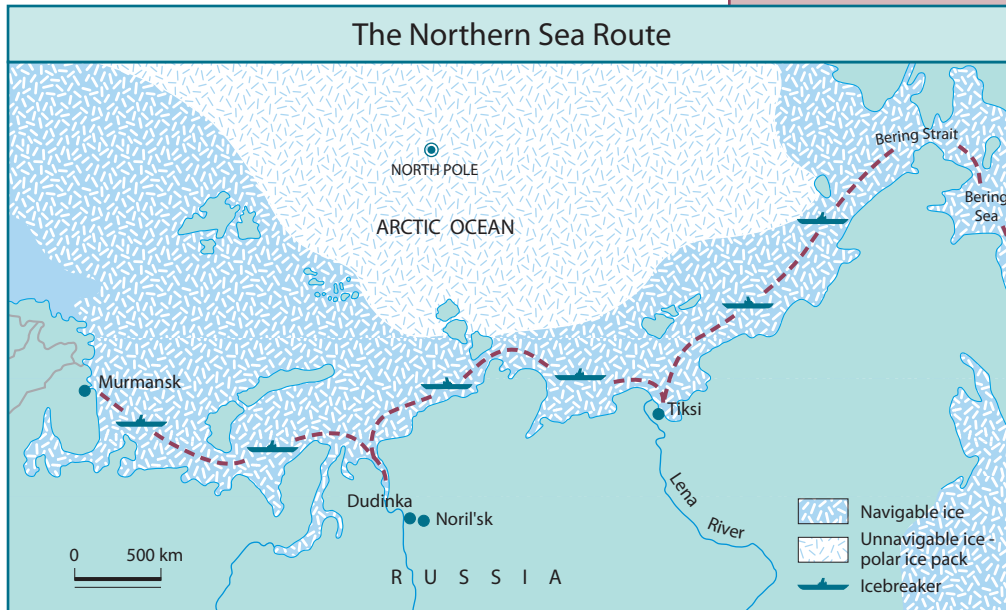 The Northern Sea Route
Bering Strait
NORTH POLE
Bering
Sea
ARCTIC OCEAN
Murmansk
Tiksi
Lena
River
Dudinka
Noril'sk
Navigable ice
Unnavigable ice -
polar ice pack
Icebreaker
0 500 km
RUSSIA